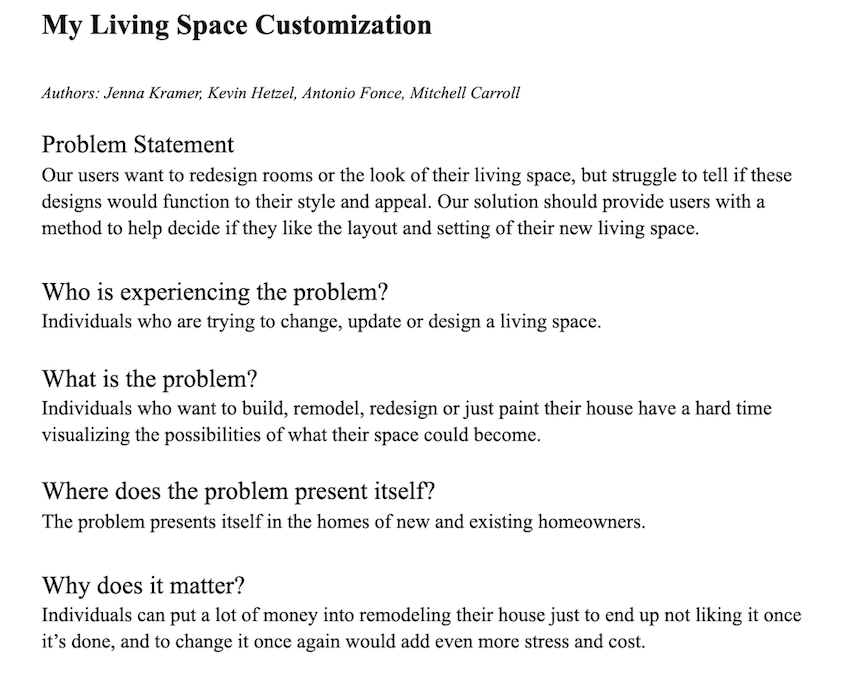 My Living Space Customization
Authors: Jenna Kramer, Kevin Hetzel, Antonio Fonce, Mitchell Carroll
Problem Statement
Our users want to redesign rooms or the look of their living space, but struggle to tell if these
designs would function to their style and appeal. Our solution should provide users with a
method to help decide if they like the layout and setting of their new living space.
Who is experiencing the problem?
Individuals who are trying to change, update or design a living space.
What is the problem?
Individuals who want to build, remodel, redesign or just paint their house have a hard time
visualizing the possibilities of what their space could become.
Where does the problem present itself?
The problem presents itself in the homes of new and existing homeowners.
Why does it matter?
Individuals can put a lot of money into remodeling their house just to end up not liking it once
it’s done, and to change it once again would add even more stress and cost.